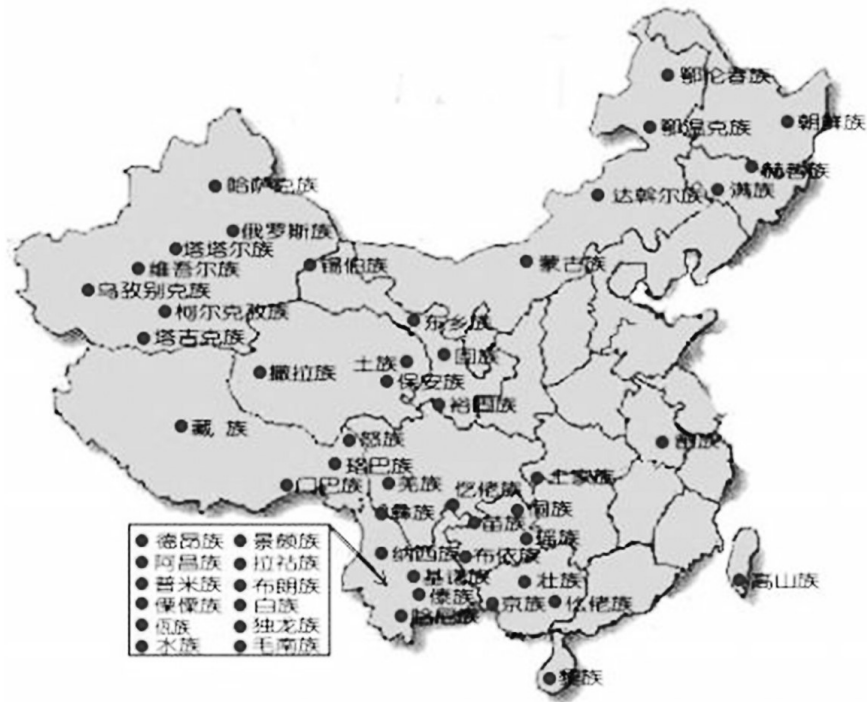 鄂伦春族
朝鲜族
鄂温克族
赫哲族
哈萨克族
满族
达斡尔族
俄罗斯族
塔塔尔族
锡伯族
蒙古族
维吾尔族
乌孜别克族
柯尔克孜族
东乡族
塔吉克族
回族
土族
撒拉族
保安族
裕固族
藏 族
怒族
珞巴族
门巴族
羌族
土家族
仡佬族
彝族
苗族
侗族
瑶族
纳西族
布依族
基诺族
壮族
高山族
傣族
京族
仫佬族
哈尼族
德昂族 景颇族
阿昌族 拉祜族
普米族 布朗族
傈僳族 白族
佤族 独龙族
水族 毛南族
黎族